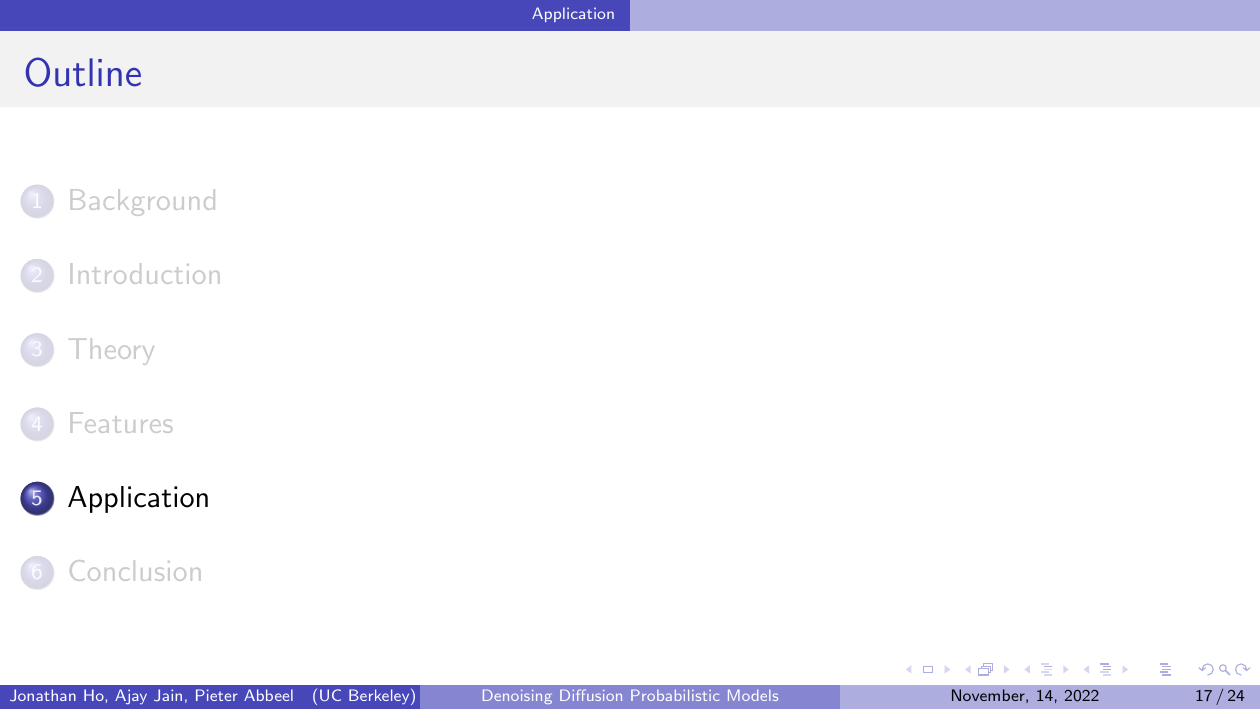 Application
Outline
1 Background
2 Introduction
3 Theory
4 Features
5 Application
6 Conclusion
Jonathan Ho, Ajay Jain, Pieter Abbeel (UC Berkeley) Denoising Diffusion Probabilistic Models November, 14, 2022 17 / 24